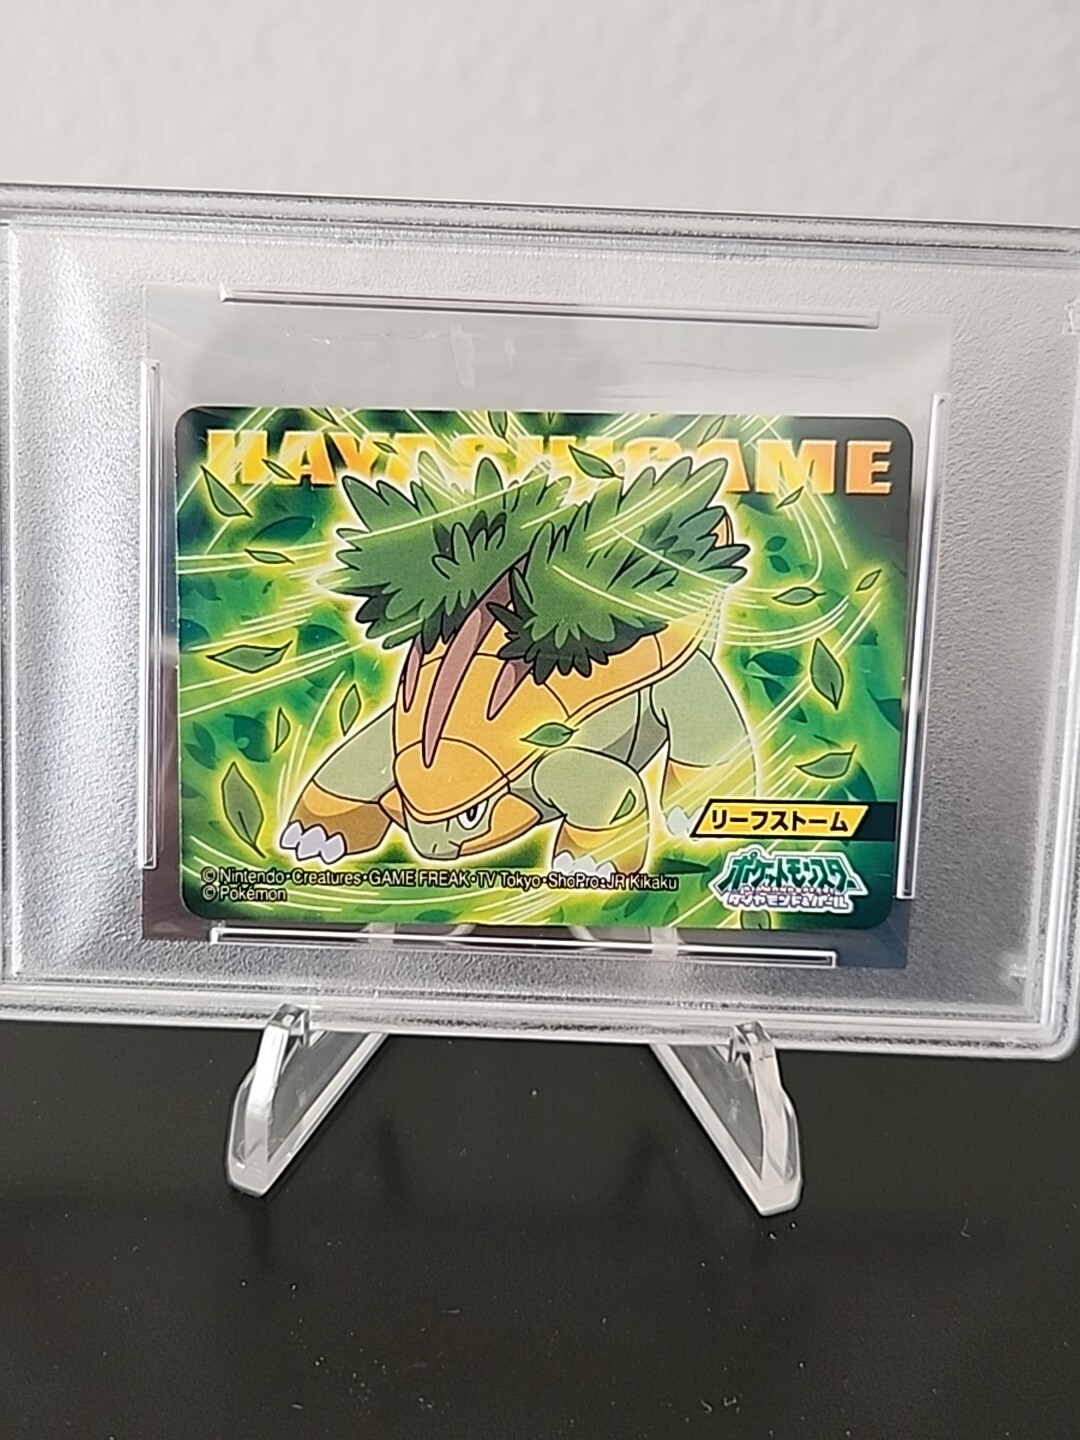 HAYASHIGAME
リーフストーム
© Nintendo・Creatures・GAME FREAK・TV Tokyo・ShoPro・JR Kikaku
© Pokémon
ポケットモンスター
ダイヤモンド&パール